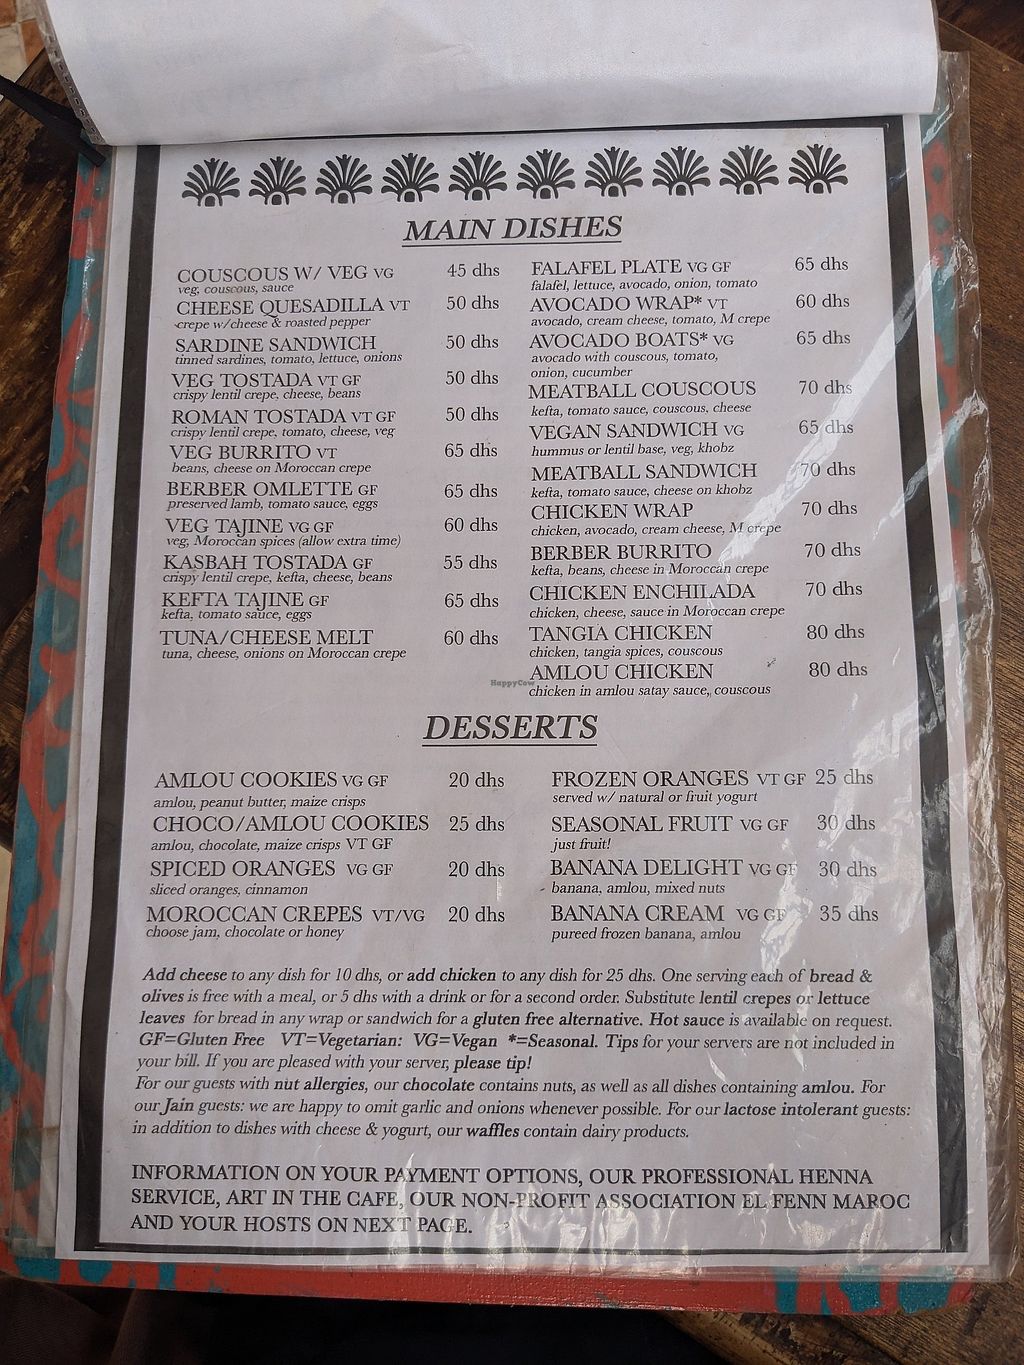 MAIN DISHES
COUSCOUS W/ VEG VG 45 dhs
veg, couscous, sauce
CHEESE QUESADILLA VT 50 dhs
crepe w/cheese & roasted pepper
SARDINE SANDWICH 50 dhs
tinned sardines, tomato, lettuce, onions
VEG TOSTADA VT GF 50 dhs
crispy lentil crepe, cheese, beans
ROMAN TOSTADA VT GF 50 dhs
crispy lentil crepe, tomato, cheese, veg
VEG BURRITO VT 65 dhs
beans, cheese on Moroccan crepe
BERBER OMLETTE GF 65 dhs
preserved lamb, tomato sauce, eggs
VEG TAJINE VG GF 60 dhs
veg, Moroccan spices (allow extra time)
KASBAH TOSTADA GF 55 dhs
crispy lentil crepe, kefta, cheese, beans
KEFTA TAJINE GF 65 dhs
kefta, tomato sauce, eggs
TUNA/CHEESE MELT 60 dhs
tuna, cheese, onions on Moroccan crepe
FALAFEL PLATE VG GF 65 dhs
falafel, lettuce, avocado, onion, tomato
AVOCADO WRAP* VT 60 dhs
avocado, cream cheese, tomato, M crepe
AVOCADO BOATS* VG 65 dhs
avocado with couscous, tomato,
onion, cucumber
MEATBALL COUSCOUS 70 dhs
kefta, tomato sauce, couscous, cheese
VEGAN SANDWICH VG 65 dhs
hummus or lentil base, veg, khobz
MEATBALL SANDWICH 70 dhs
kefta, tomato sauce, cheese on khobz
CHICKEN WRAP 70 dhs
chicken, avocado, cream cheese, M crepe
BERBER BURRITO 70 dhs
kefta, beans, cheese in Moroccan crepe
CHICKEN ENCHILADA 70 dhs
chicken, cheese, sauce in Moroccan crepe
TANGIA CHICKEN 80 dhs
chicken, tangia spices, couscous
AMLOU CHICKEN 80 dhs
chicken in amlou satay sauce, couscous
HappyCow
DESSERTS
AMLOU COOKIES VG GF 20 dhs
amlou, peanut butter, maize crisps
CHOCO/AMLOU COOKIES 25 dhs
amlou, chocolate, maize crisps VT GF
SPICED ORANGES VG GF 20 dhs
sliced oranges, cinnamon
MOROCCAN CREPES VT/VG 20 dhs
choose jam, chocolate or honey
FROZEN ORANGES VT GF 25 dhs
served w/ natural or fruit yogurt
SEASONAL FRUIT VG GF 30 dhs
just fruit!
BANANA DELIGHT VG GF 30 dhs
banana, amlou, mixed nuts
BANANA CREAM VG GF 35 dhs
pureed frozen banana, amlou
Add cheese to any dish for 10 dhs, or add chicken to any dish for 25 dhs. One serving each of bread &
olives is free with a meal, or 5 dhs with a drink or for a second order. Substitute lentil crepes or lettuce
leaves for bread in any wrap or sandwich for a gluten free alternative. Hot sauce is available on request.
GF=Gluten Free VT=Vegetarian: VG=Vegan *=Seasonal. Tips for your servers are not included in
your bill. If you are pleased with your server, please tip!
For our guests with nut allergies, our chocolate contains nuts, as well as all dishes containing amlou. For
our Jain guests: we are happy to omit garlic and onions whenever possible. For our lactose intolerant guests:
in addition to dishes with cheese & yogurt, our waffles contain dairy products.
INFORMATION ON YOUR PAYMENT OPTIONS, OUR PROFESSIONAL HENNA
SERVICE, ART IN THE CAFE, OUR NON-PROFIT ASSOCIATION EL FENN MAROC
AND YOUR HOSTS ON NEXT PAGE.